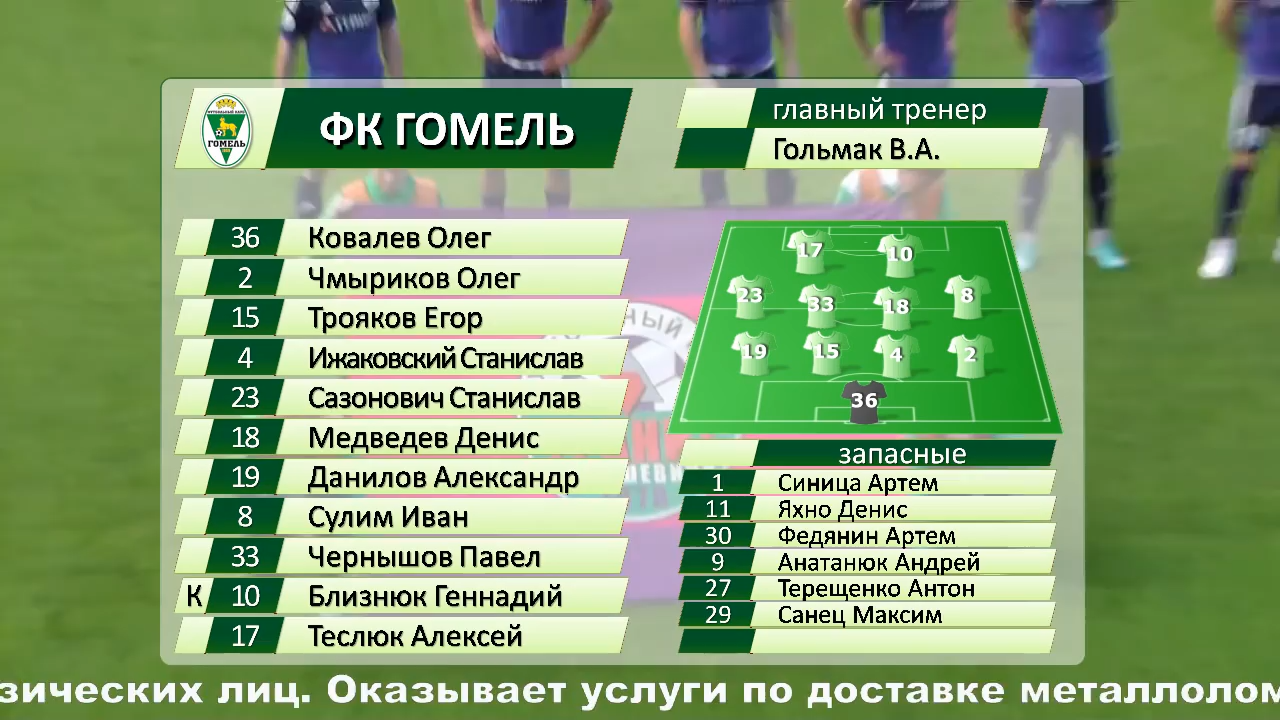 ФК ГОМЕЛЬ
ГОМЕЛЬ
главный тренер
Гольмак В.А.
36 Ковалев Олег
2 Чмыриков Олег
15 Трояков Егор
4 Ижаковский Станислав
23 Сазонович Станислав
18 Медведев Денис
19 Данилов Александр
8 Сулим Иван
33 Чернышов Павел
К 10 Близнюк Геннадий
17 Теслюк Алексей
17 10
23 33 18 8
19 15 4 2
36
запасные
1 Синица Артем
11 Яхно Денис
30 Федянин Артем
9 Анатанюк Андрей
27 Терещенко Антон
29 Санец Максим
зических лиц. Оказывает услуги по доставке металлолом